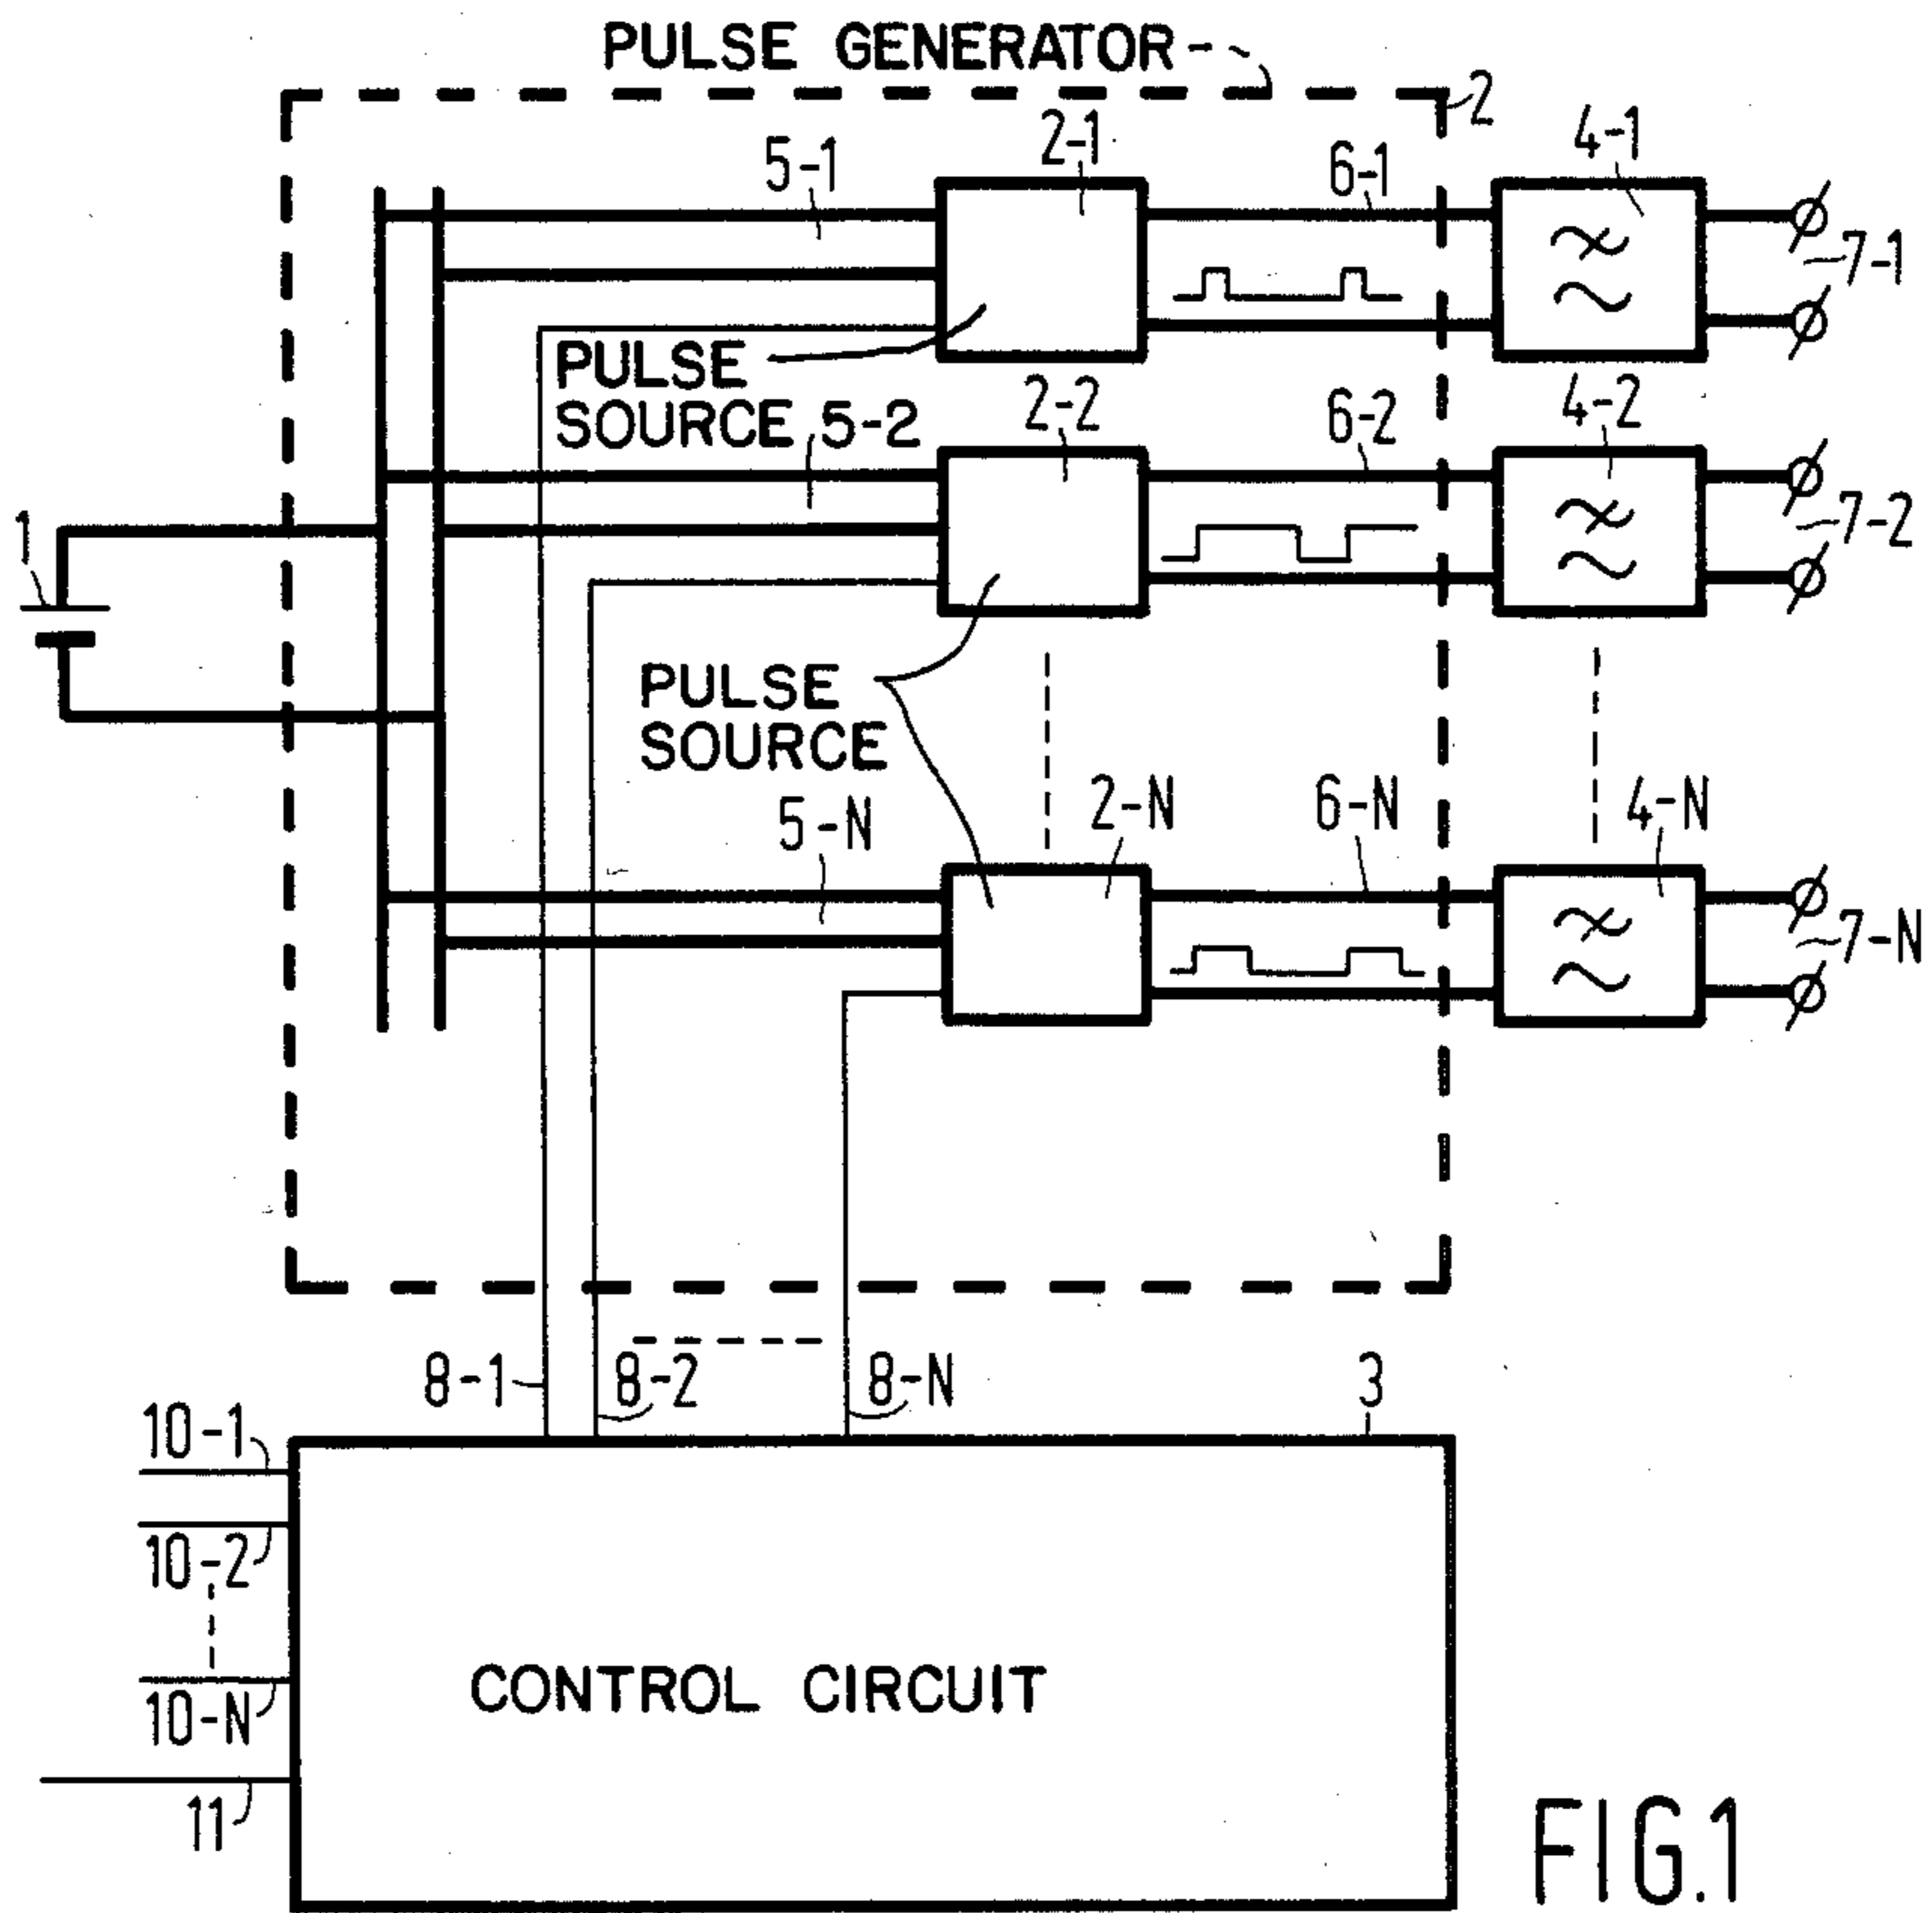 PULSE GENERATOR
2
5-1
2-1
6-1
4-1
7-1
PULSE
SOURCE
5-2
2-2
6-2
4-2
7-2
1
PULSE
SOURCE
5-N
2-N
6-N
4-N
7-N
8-1
8-2
8-N
3
10-1
10-2
10-N
11
CONTROL CIRCUIT
FIG.1